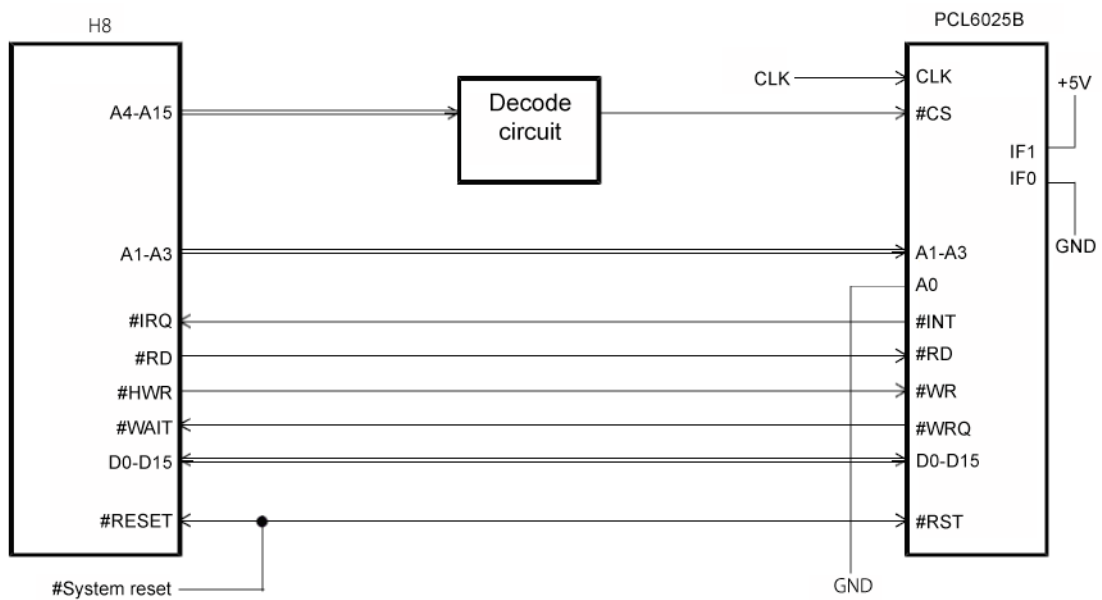 H8
PCL6025B
A4-A15
Decode
circuit
CLK
CLK
#CS
+5V
IF1
IF0
GND
A1-A3
A1-A3
A0
#IRQ
#INT
#RD
#RD
#HWR
#WR
#WAIT
#WRQ
D0-D15
D0-D15
#RESET
#RST
#System reset
GND